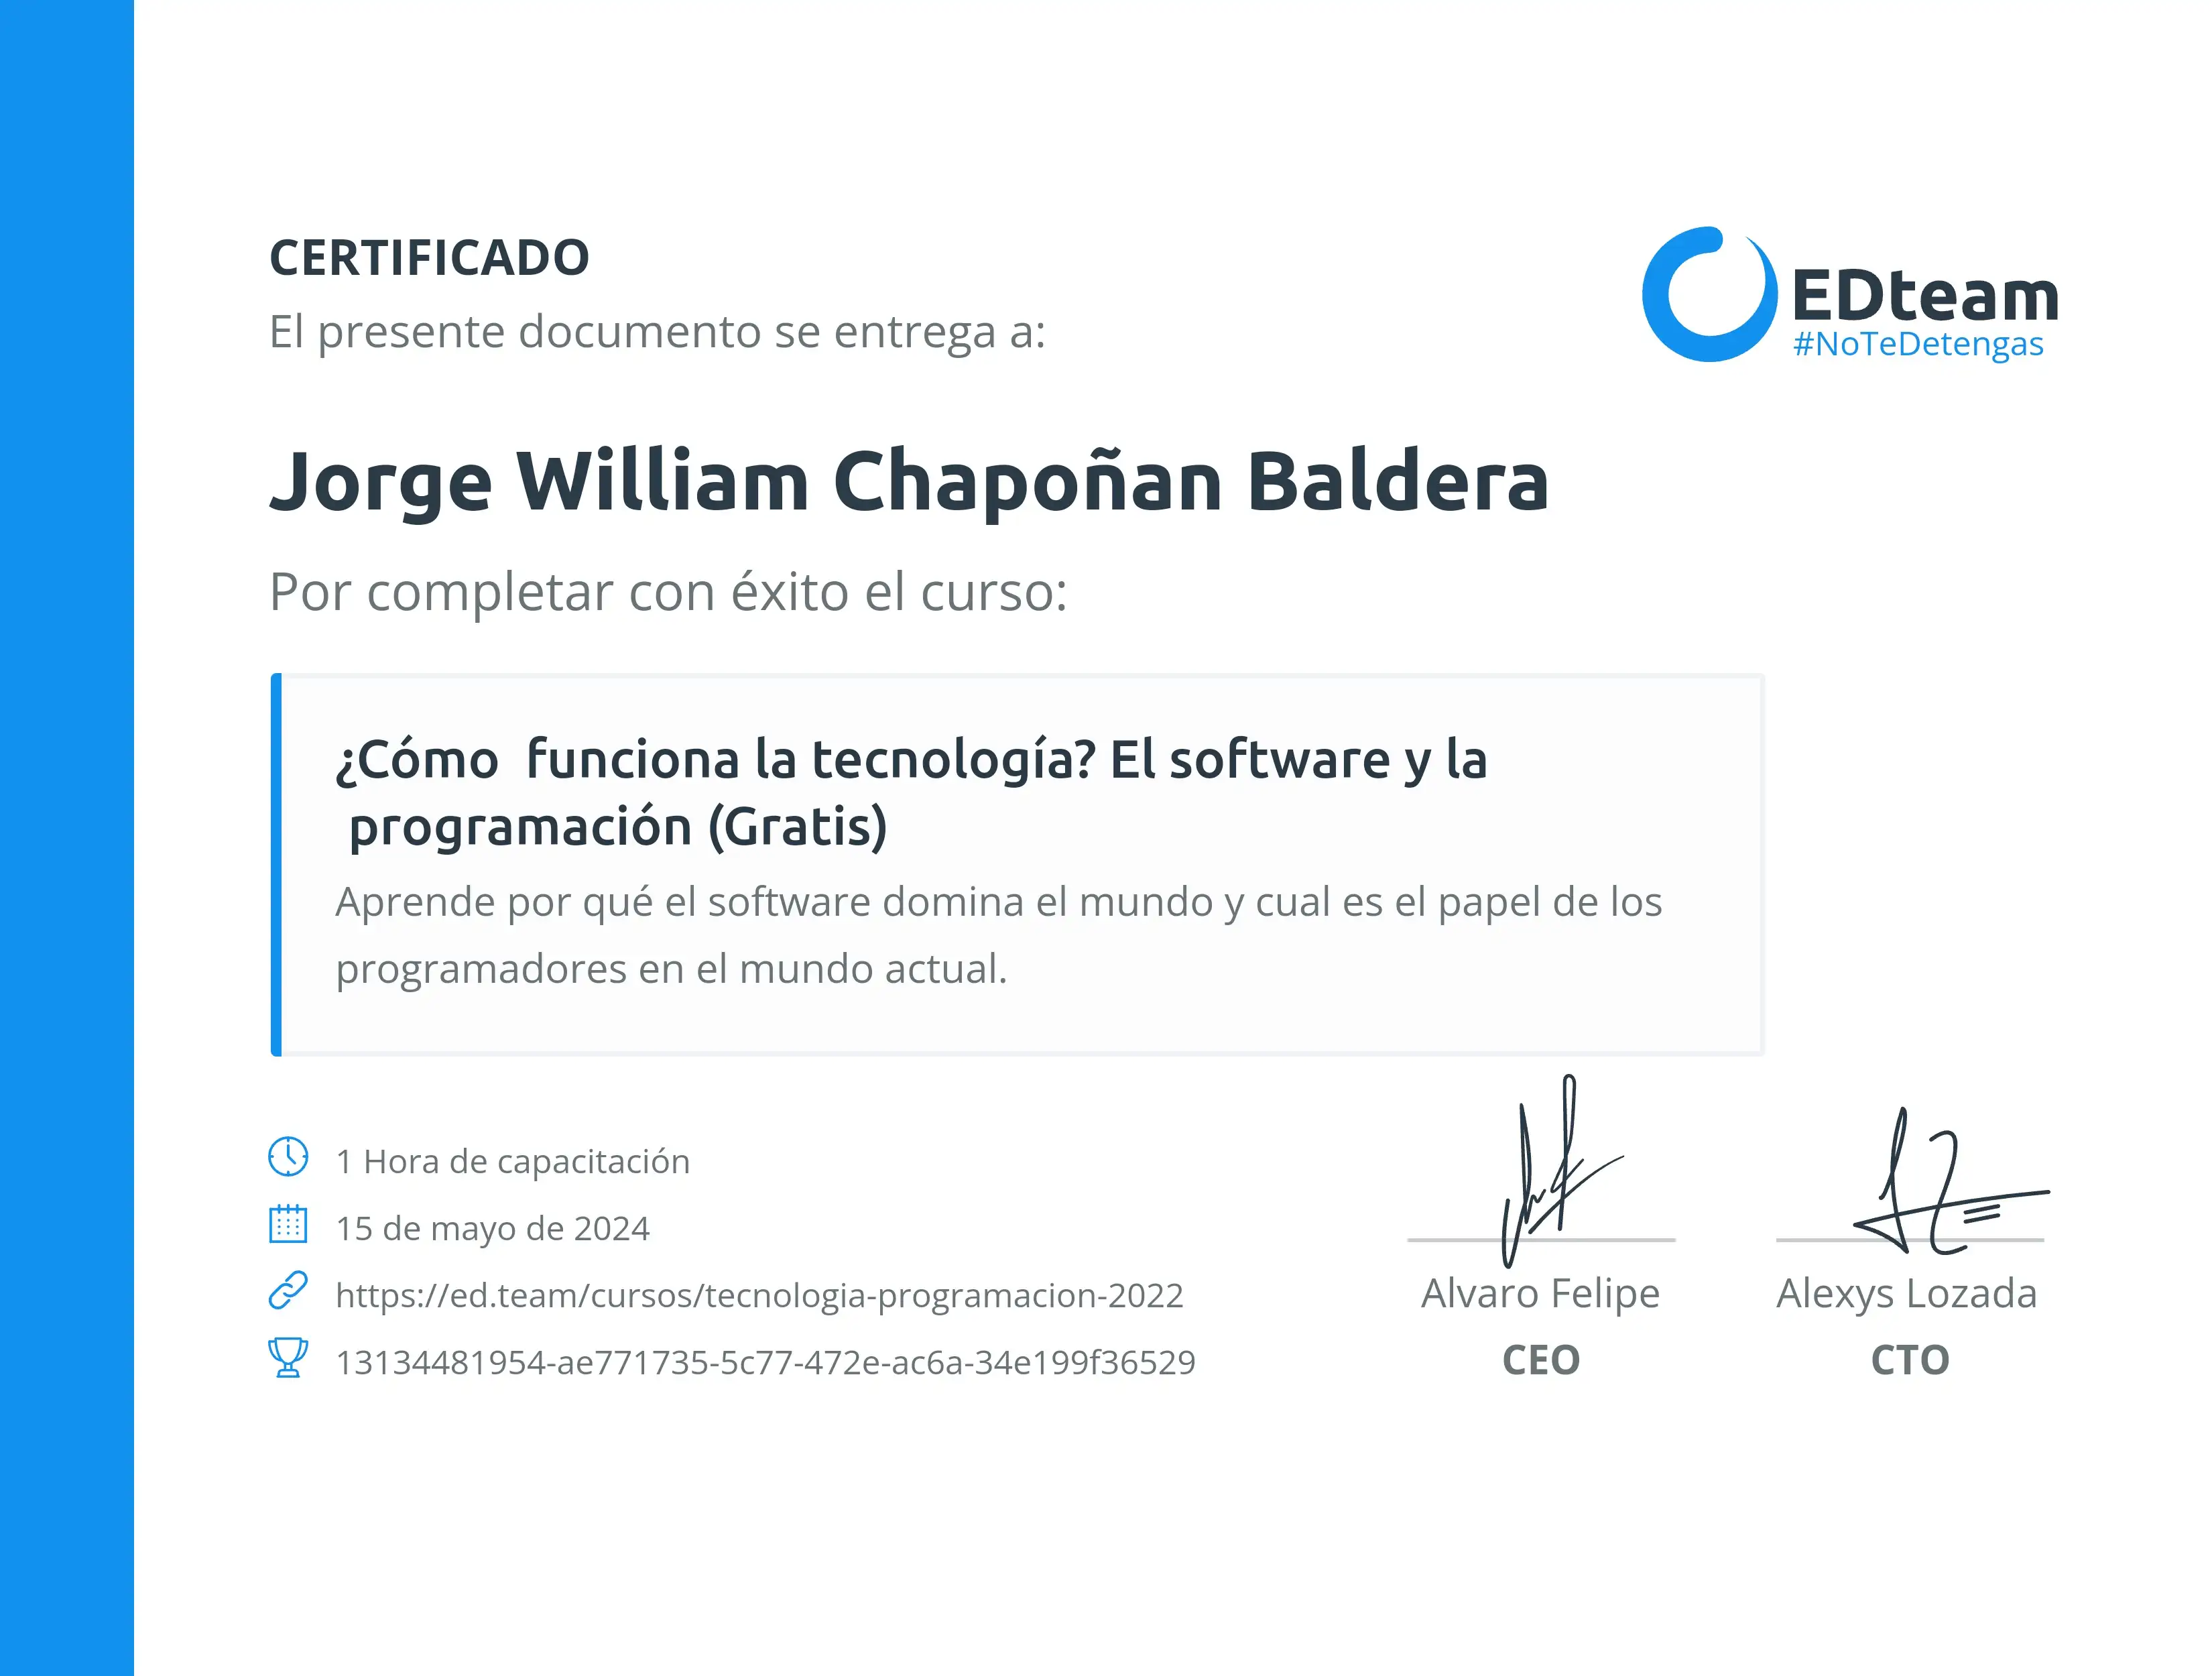 CERTIFICADO
El presente documento se entrega a:
EDteam
#NoTeDetengas
Jorge William Chapoñan Baldera
Por completar con éxito el curso:
¿Cómo funciona la tecnología? El software y la
programación (Gratis)
Aprende por qué el software domina el mundo y cual es el papel de los
programadores en el mundo actual.
1 Hora de capacitación
15 de mayo de 2024
https://ed.team/cursos/tecnologia-programacion-2022
13134481954-ae771735-5c77-472e-ac6a-34e199f36529
Alvaro Felipe
CEO
Alexys Lozada
CTO